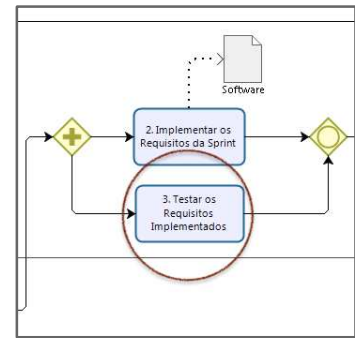 Software
2. Implementar os
Requisitos da Sprint
3. Testar os
Requisitos
Implementados